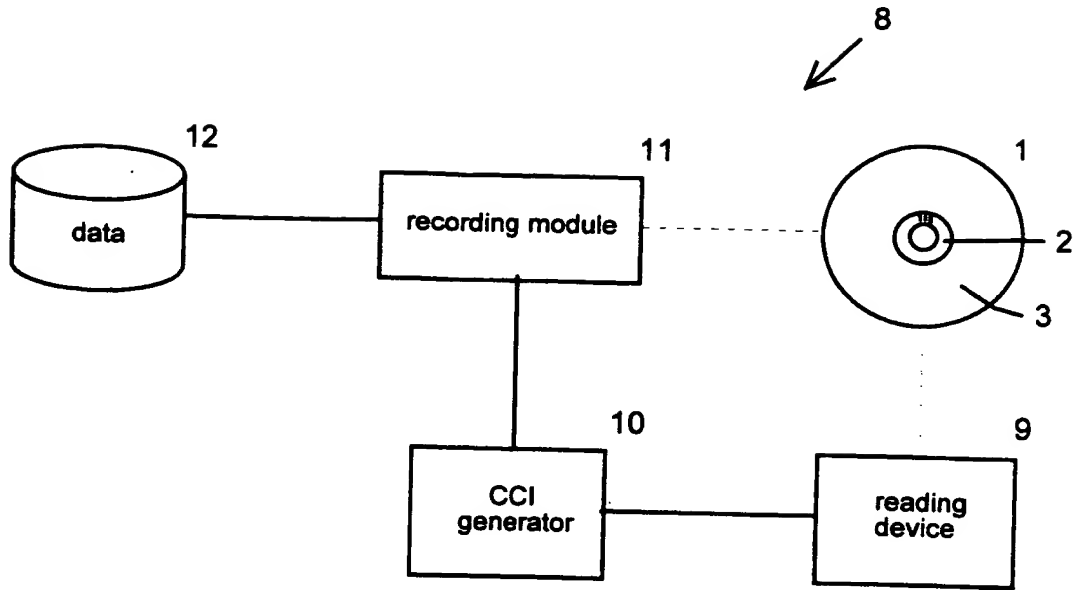 8
12
11
1
data
recording module
2
3
10
9
CCI
generator
reading
device